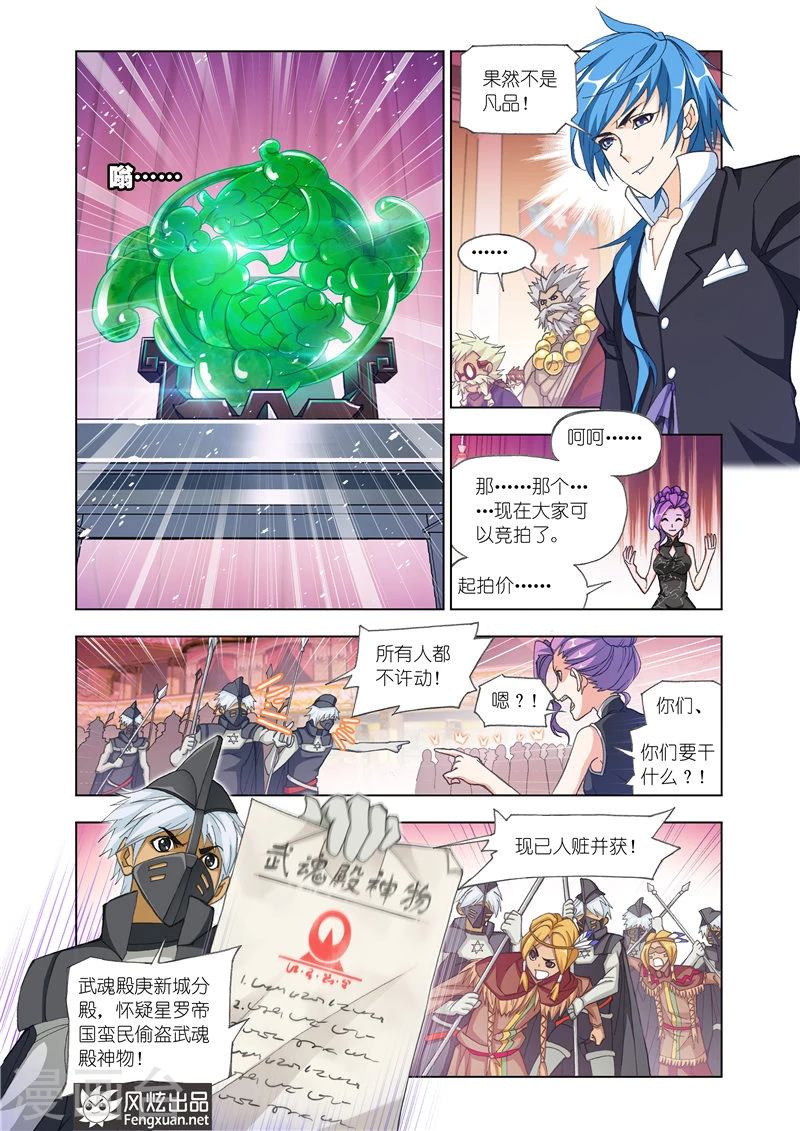 嗡……
果然不是
凡品！
……
呵呵……
那……那个…
…现在大家可
以竞拍了。
起拍价……
所有人都
不许动！
嗯？！
你们、
你们要干
什么？！
武魂殿神物
武魂殿庚新城分
殿，怀疑星罗帝
国蛮民偷盗武魂
殿神物！
现已人赃并获！
漫画台
风炫出品
Fengxuan.net